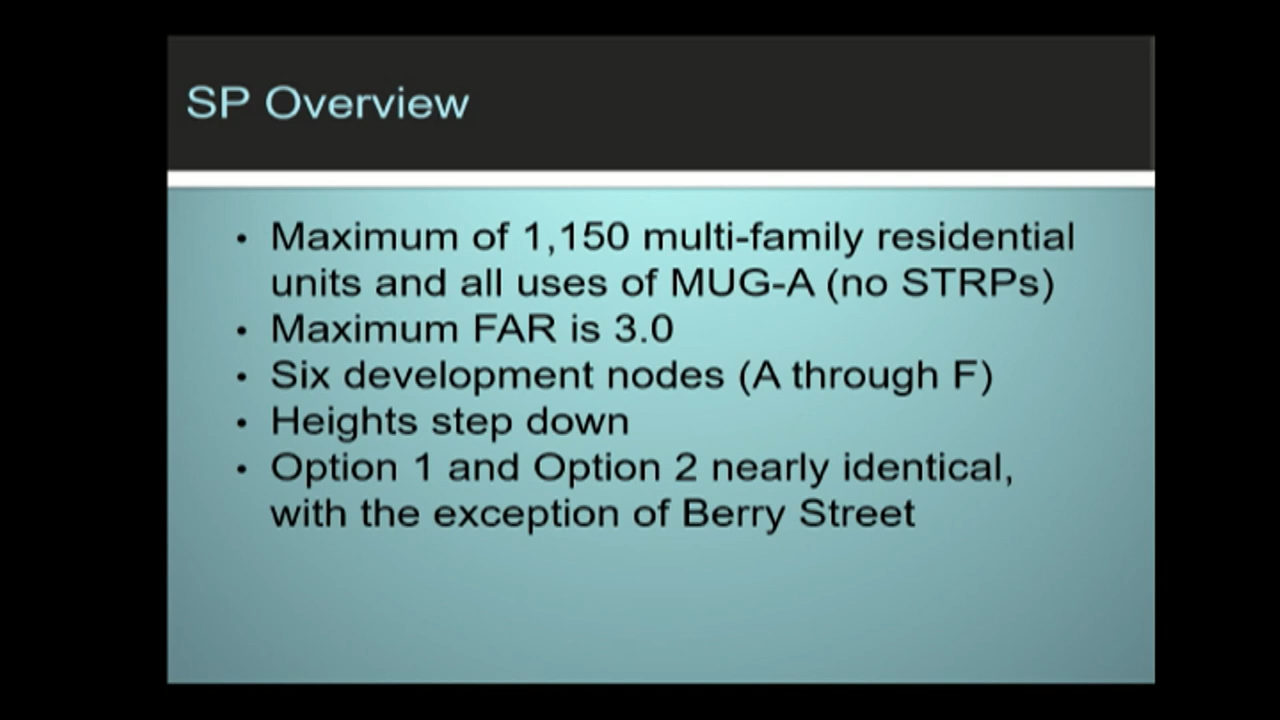 SP Overview
• Maximum of 1,150 multi-family residential
units and all uses of MUG-A (no STRPs)
• Maximum FAR is 3.0
• Six development nodes (A through F)
• Heights step down
• Option 1 and Option 2 nearly identical,
with the exception of Berry Street